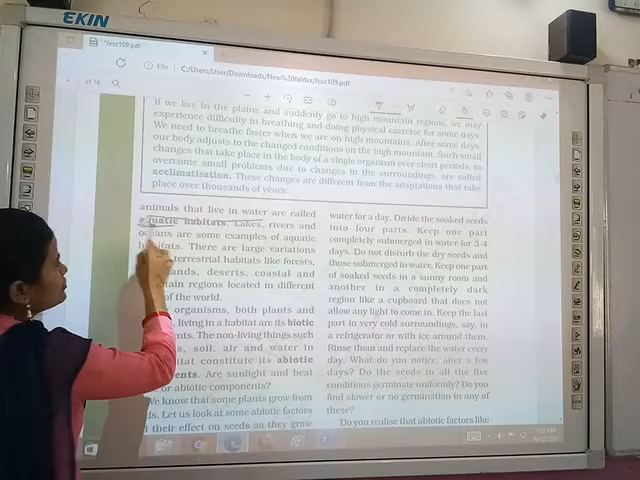 EKIN
fesc109.pdf
of 16
File
C:/Users/User/Downloads/New%20folder/fesc109.pdf
If we live in the plains and suddenly go to high mountain regions, we may
experience difficulty in breathing and doing physical exercise for some days.
We need to breathe faster when we are on high mountains. After some days,
our body adjusts to the changed conditions on the high mountain. Such small
changes that take place in the body of a single organism over short periods, to
overcome small problems due to changes in the surroundings, are called
acclimatisation. These changes are different from the adaptations that take
place over thousands of years.
animals that live in water are called
aquatic habitats. Lakes, rivers and
oceans are some examples of aquatic
habitats. There are large variations
terrestrial habitats like forests,
ands, deserts, coastal and
tain regions located in different
of the world.
organisms, both plants and
living in a habitat are its biotic
ents. The non-living things such
s, soil, air and water in
itat constitute its abiotic
ents. Are sunlight and heat
or abiotic components?
We know that some plants grow from
ds. Let us look at some abiotic factors
their effect on seeds as they grow
water for a day. Divide the soaked seeds
into four parts. Keep one part
completely submerged in water for 3-4
days. Do not disturb the dry seeds and
those submerged in water. Keep one part
of soaked seeds in a sunny room and
another in a completely dark
region like a cupboard that does not
allow any light to come in. Keep the last
part in very cold surroundings, say, in
a refrigerator or with ice around them.
Rinse them and replace the water every
day. What do you notice, after a few
days? Do the seeds in all the five
conditions germinate uniformly? Do you
find slower or no germination in any of
these?
Do you realise that abiotic factors like